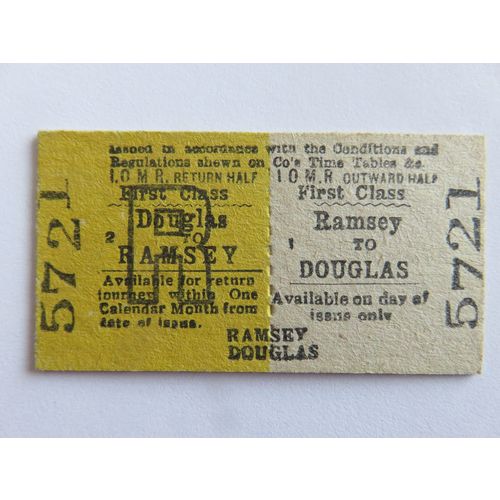 Issued in accordance with the Conditions and
Regulations shewn on Co's Time Tables &c.
I.O M.R. RETURN HALF
First Class
Douglas
2 TO
RAMSEY
Available for return
journey within One
Calendar Month from
date of issue.
I O M.R OUTWARD HALF
First Class
Ramsey
1 TO
DOUGLAS
Available on day of
issue only
RAMSEY
DOUGLAS
5721
5721